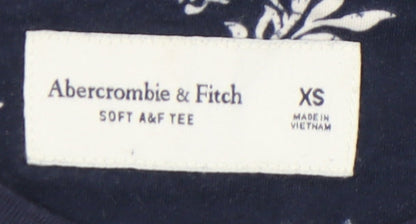 Abercrombie & Fitch
SOFT A&F TEE
XS
MADE IN
VIETNAM